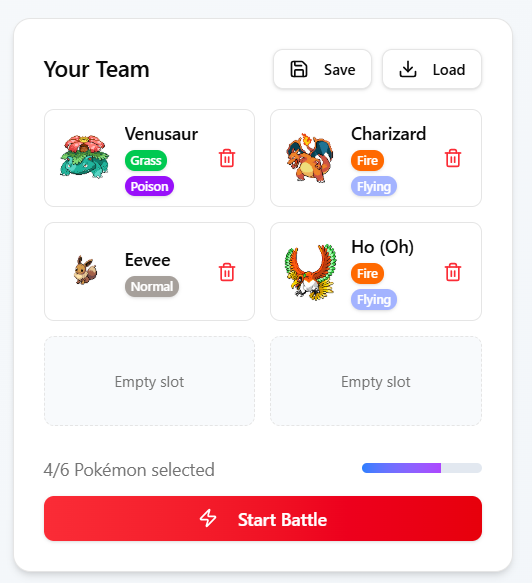 Your Team
Save
Load
Venusaur
Grass
Poison
Charizard
Fire
Flying
Eevee
Normal
Ho (Oh)
Fire
Flying
Empty slot
Empty slot
4/6 Pokémon selected
Start Battle